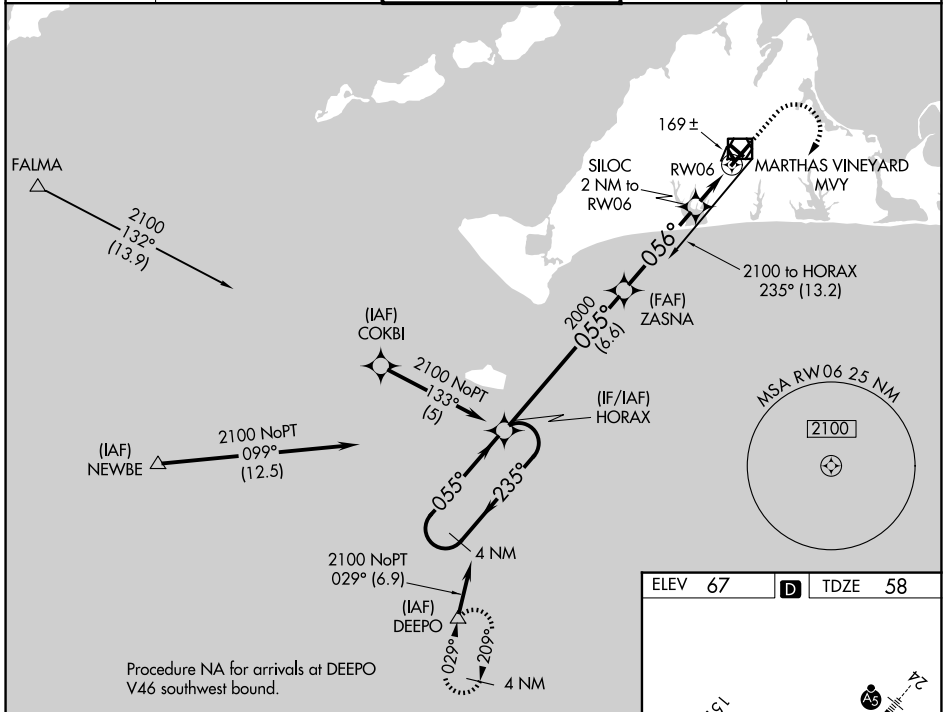 FALMA
2100
132°
(13.9)
169±
SILOC
2 NM to
RW06
RW06
MARTHAS VINEYARD
MVY
056°
2100 to HORAX
235° (13.2)
(FAF)
ZASNA
2000
055°
(6.6)
(IAF)
COKBI
2100 NoPT
133°
(5)
(IF/IAF)
HORAX
MSA RW06 25 NM
2100
(IAF)
NEWBE
2100 NoPT
099°
(12.5)
055°
235°
4 NM
2100 NoPT
029° (6.9)
(IAF)
DEEPO
029°
209°
4 NM
Procedure NA for arrivals at DEEPO
V46 southwest bound.
ELEV 67 D TDZE 58
24
A5